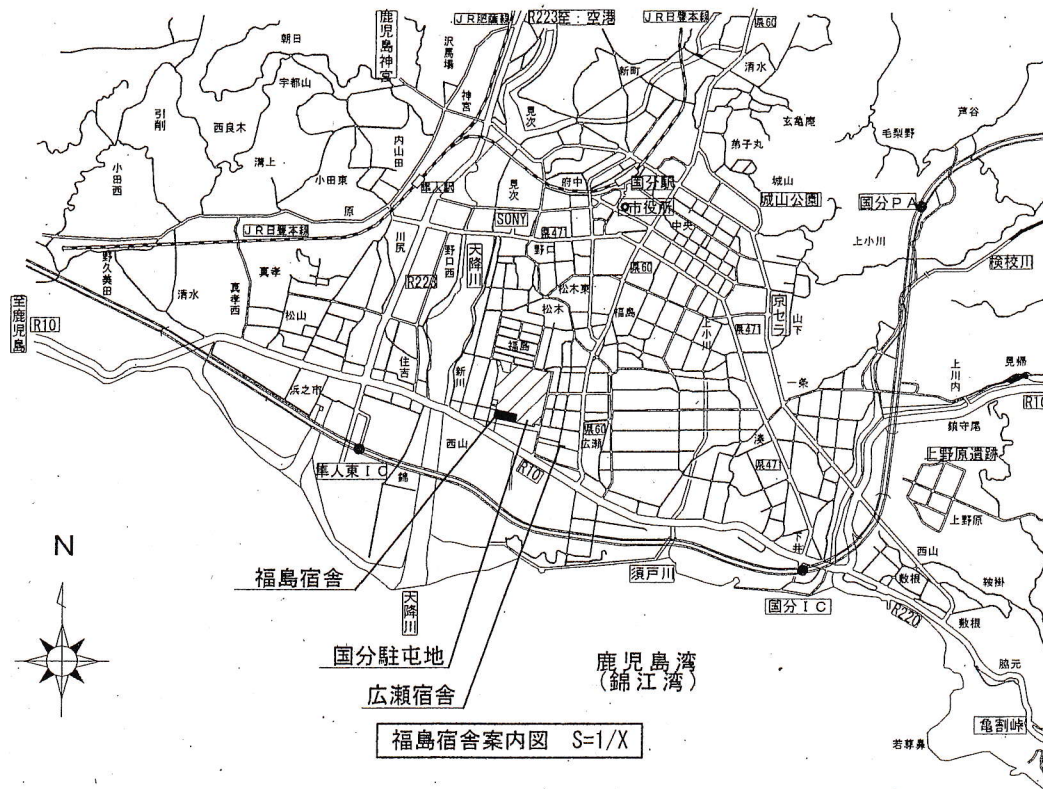 JR肥薩線
R223至：空港
JR日豊本線
県60
鹿児島神宮
朝日
沢馬場
宇都山
神宮
新町
清水
見次
芦谷
引削
西良木
玄亀庵
毛梨野
内山田
弟子丸
溝上
小田西
小田東
府中
国分駅
城山
見次
隼人駅
城山公園
国分PA
原
SONY
市役所
中央
JR日豊本線
川尻
県471
野口
上小川
野口西
天降川
県60
検校川
野久美田
真孝
清水
真孝西
R223
松木東
福島
京セラ
山下
至鹿児島
R10
松山
松木
上小川
県471
福島
住吉
新川
上川内
見帰
浜之市
一条
R10
県60
鎮守尾
西山
広瀬
湊
上野原遺跡
R10
県471
隼人東IC
錦
上野原
N
下井
西山
福島宿舎
須戸川
敷根
鞍掛
天降川
国分IC
敷根
R220
国分駐屯地
鹿児島湾
(錦江湾)
脇元
広瀬宿舎
亀割峠
福島宿舎案内図 S=1/X
若尊鼻